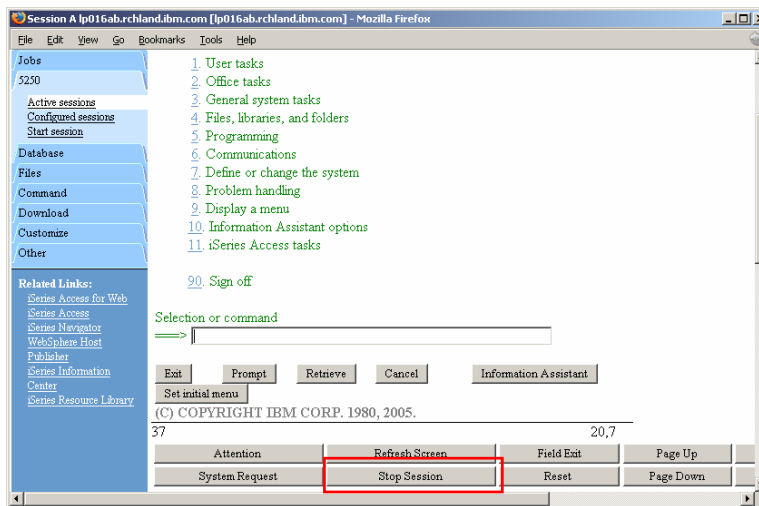 Session A lp016ab.rchland.ibm.com [lp016ab.rchland.ibm.com] - Mozilla Firefox
File Edit View Go Bookmarks Tools Help
Jobs
5250
Active sessions
Configured sessions
Start session
Database
Files
Command
Download
Customize
Other
Related Links:
iSeries Access for Web
iSeries Access
iSeries Navigator
WebSphere Host
Publisher
iSeries Information
Center
iSeries Resource Library
1. User tasks
2. Office tasks
3. General system tasks
4. Files, libraries, and folders
5. Programming
6. Communications
7. Define or change the system
8. Problem handling
9. Display a menu
10. Information Assistant options
11. iSeries Access tasks
90. Sign off
Selection or command
===>
Exit Prompt Retrieve Cancel Information Assistant
Set initial menu
(C) COPYRIGHT IBM CORP. 1980, 2005.
37 20,7
Attention Refresh Screen Field Exit Page Up
System Request Stop Session Reset Page Down